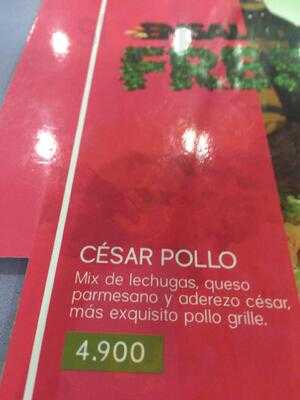 CÉSAR POLLO
Mix de lechugas, queso
parmesano y aderezo césar,
más exquisito pollo grille.
4.900